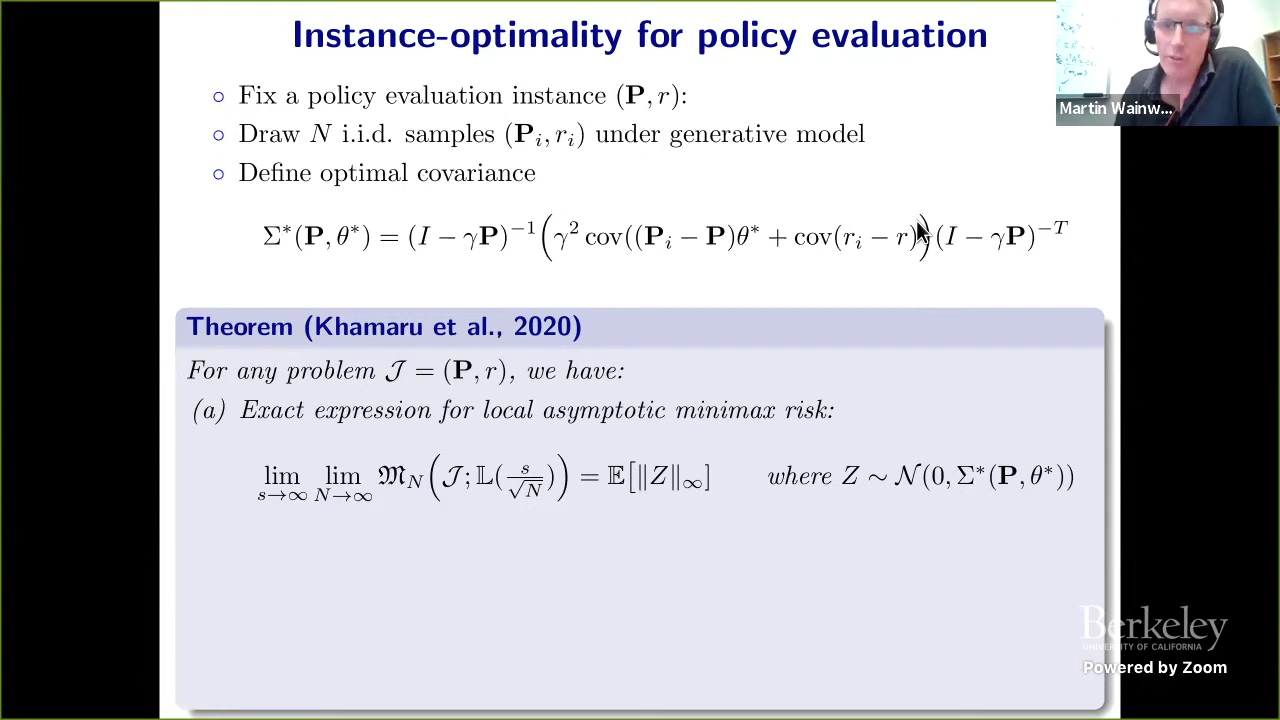 Instance-optimality for policy evaluation
Martin Wainw...
◦ Fix a policy evaluation instance (P, r):
◦ Draw N i.i.d. samples (P_i, r_i) under generative model
◦ Define optimal covariance
Σ*(P, θ*) = (I − γP)^{−1}(γ² cov((P_i − P)θ* + cov(r_i − r))(I − γP)^{−T}
Theorem (Khamaru et al., 2020)
For any problem 𝒥 = (P, r), we have:
(a) Exact expression for local asymptotic minimax risk:
lim_{s→∞} lim_{N→∞} 𝔐_N(𝒥; 𝕃(s/√N)) = 𝔼[‖Z‖_∞] where Z ∼ 𝒩(0, Σ*(P, θ*))
Berkeley
UNIVERSITY OF CALIFORNIA
Powered by Zoom